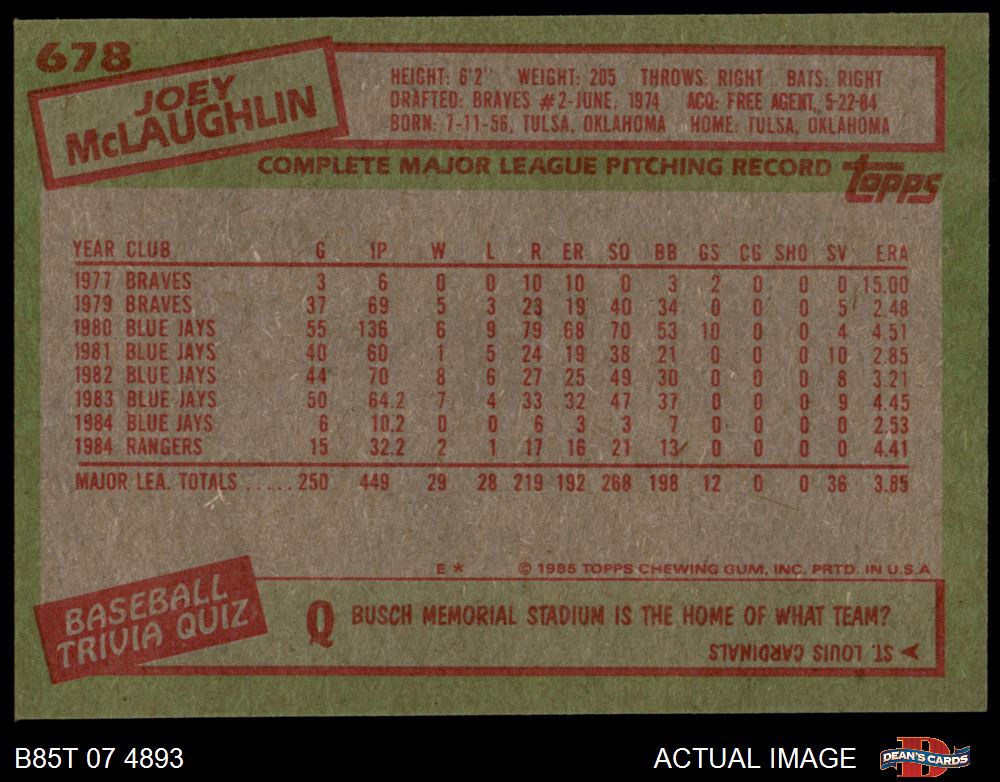 678
JOEY
McLAUGHLIN
HEIGHT: 6'2" WEIGHT: 205 THROWS: RIGHT BATS: RIGHT
DRAFTED: BRAVES #2-JUNE, 1974 ACQ: FREE AGENT, 5-22-84
BORN: 7-11-56, TULSA, OKLAHOMA HOME: TULSA, OKLAHOMA
COMPLETE MAJOR LEAGUE PITCHING RECORD topps
YEAR CLUB G IP W L R ER SO BB GS CG SHO SV ERA
1977 BRAVES 3 6 0 0 10 10 0 3 2 0 0 0 15.00
1979 BRAVES 37 69 5 3 23 19 40 34 0 0 0 5 2.48
1980 BLUE JAYS 55 136 6 9 79 68 70 53 10 0 0 4 4.51
1981 BLUE JAYS 40 60 1 5 24 19 38 21 0 0 0 10 2.85
1982 BLUE JAYS 44 70 8 6 27 25 49 30 0 0 0 8 3.21
1983 BLUE JAYS 50 64.2 7 4 33 32 47 37 0 0 0 9 4.45
1984 BLUE JAYS 6 10.2 0 0 6 3 3 7 0 0 0 0 2.53
1984 RANGERS 15 32.2 2 1 17 16 21 13 0 0 0 0 4.41
MAJOR LEA. TOTALS ..... 250 449 29 28 219 192 268 198 12 0 0 36 3.85
E * © 1985 TOPPS CHEWING GUM, INC. PRTD. IN U.S.A
BASEBALL
TRIVIA QUIZ
Q BUSCH MEMORIAL STADIUM IS THE HOME OF WHAT TEAM?
ST. LOUIS CARDINALS
B85T 07 4893
ACTUAL IMAGE
D
DEAN'S CARDS